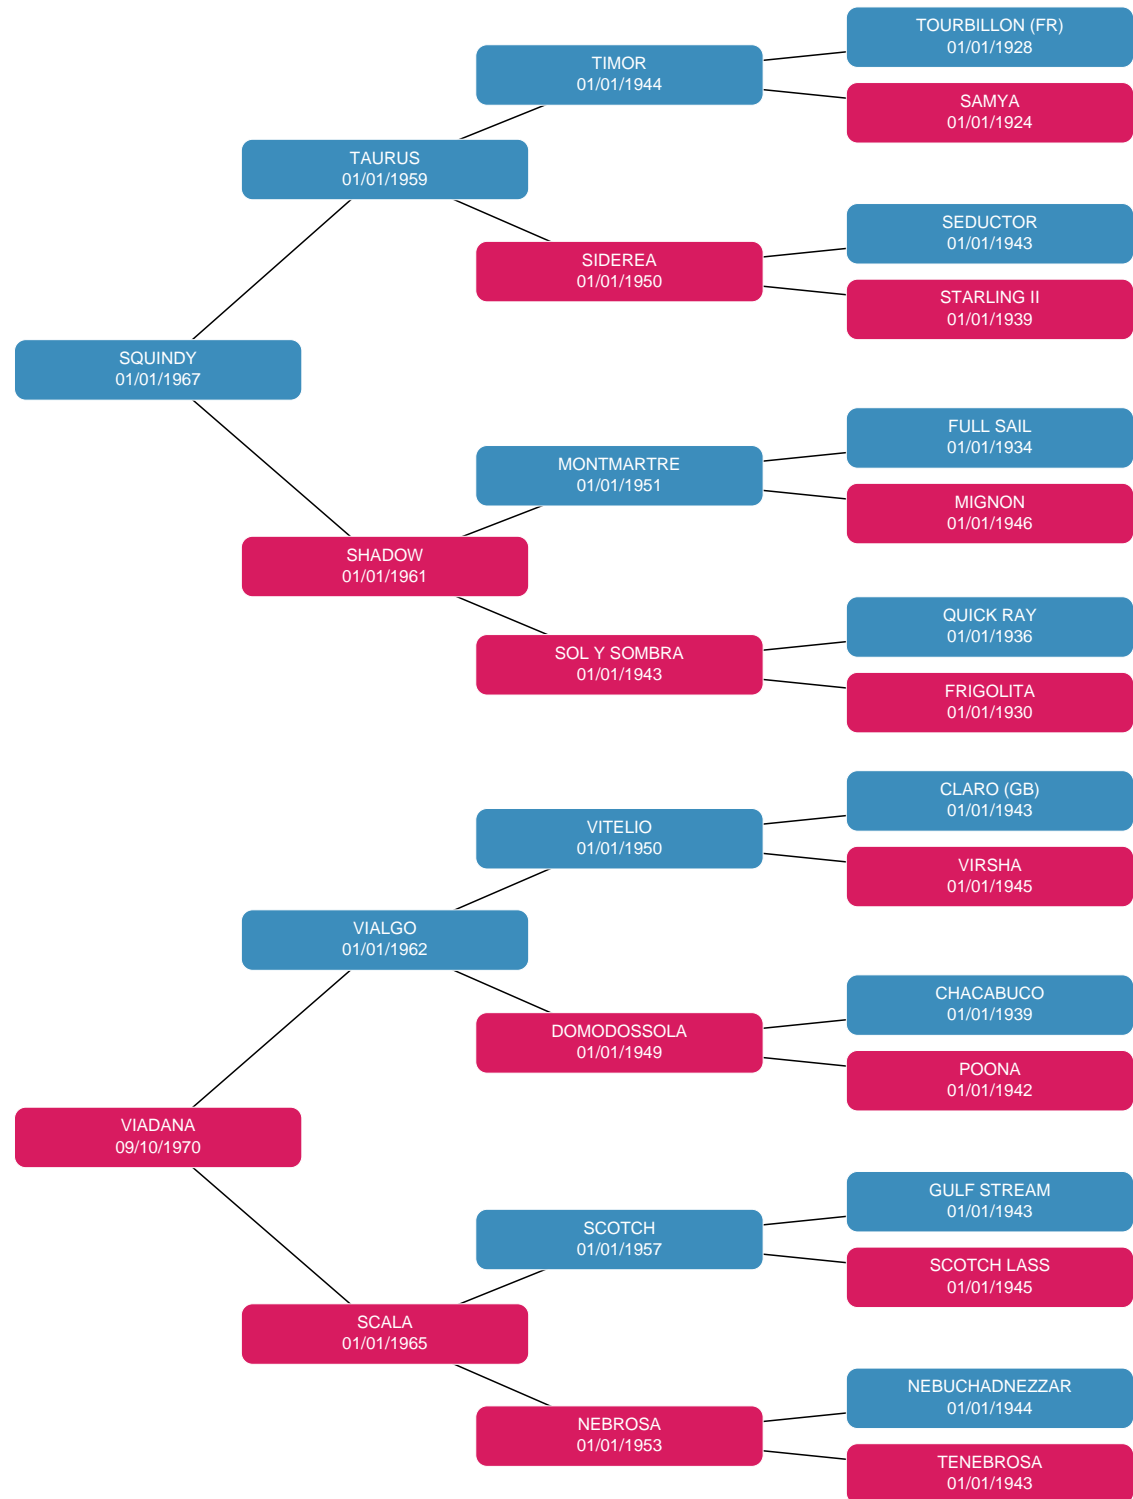 TOURBILLON (FR)
01/01/1928
TIMOR
01/01/1944
SAMYA
01/01/1924
TAURUS
01/01/1959
SEDUCTOR
01/01/1943
SIDEREA
01/01/1950
STARLING II
01/01/1939
SQUINDY
01/01/1967
FULL SAIL
01/01/1934
MONTMARTRE
01/01/1951
MIGNON
01/01/1946
SHADOW
01/01/1961
QUICK RAY
01/01/1936
SOL Y SOMBRA
01/01/1943
FRIGOLITA
01/01/1930
CLARO (GB)
01/01/1943
VITELIO
01/01/1950
VIRSHA
01/01/1945
VIALGO
01/01/1962
CHACABUCO
01/01/1939
DOMODOSSOLA
01/01/1949
POONA
01/01/1942
VIADANA
09/10/1970
GULF STREAM
01/01/1943
SCOTCH
01/01/1957
SCOTCH LASS
01/01/1945
SCALA
01/01/1965
NEBUCHADNEZZAR
01/01/1944
NEBROSA
01/01/1953
TENEBROSA
01/01/1943